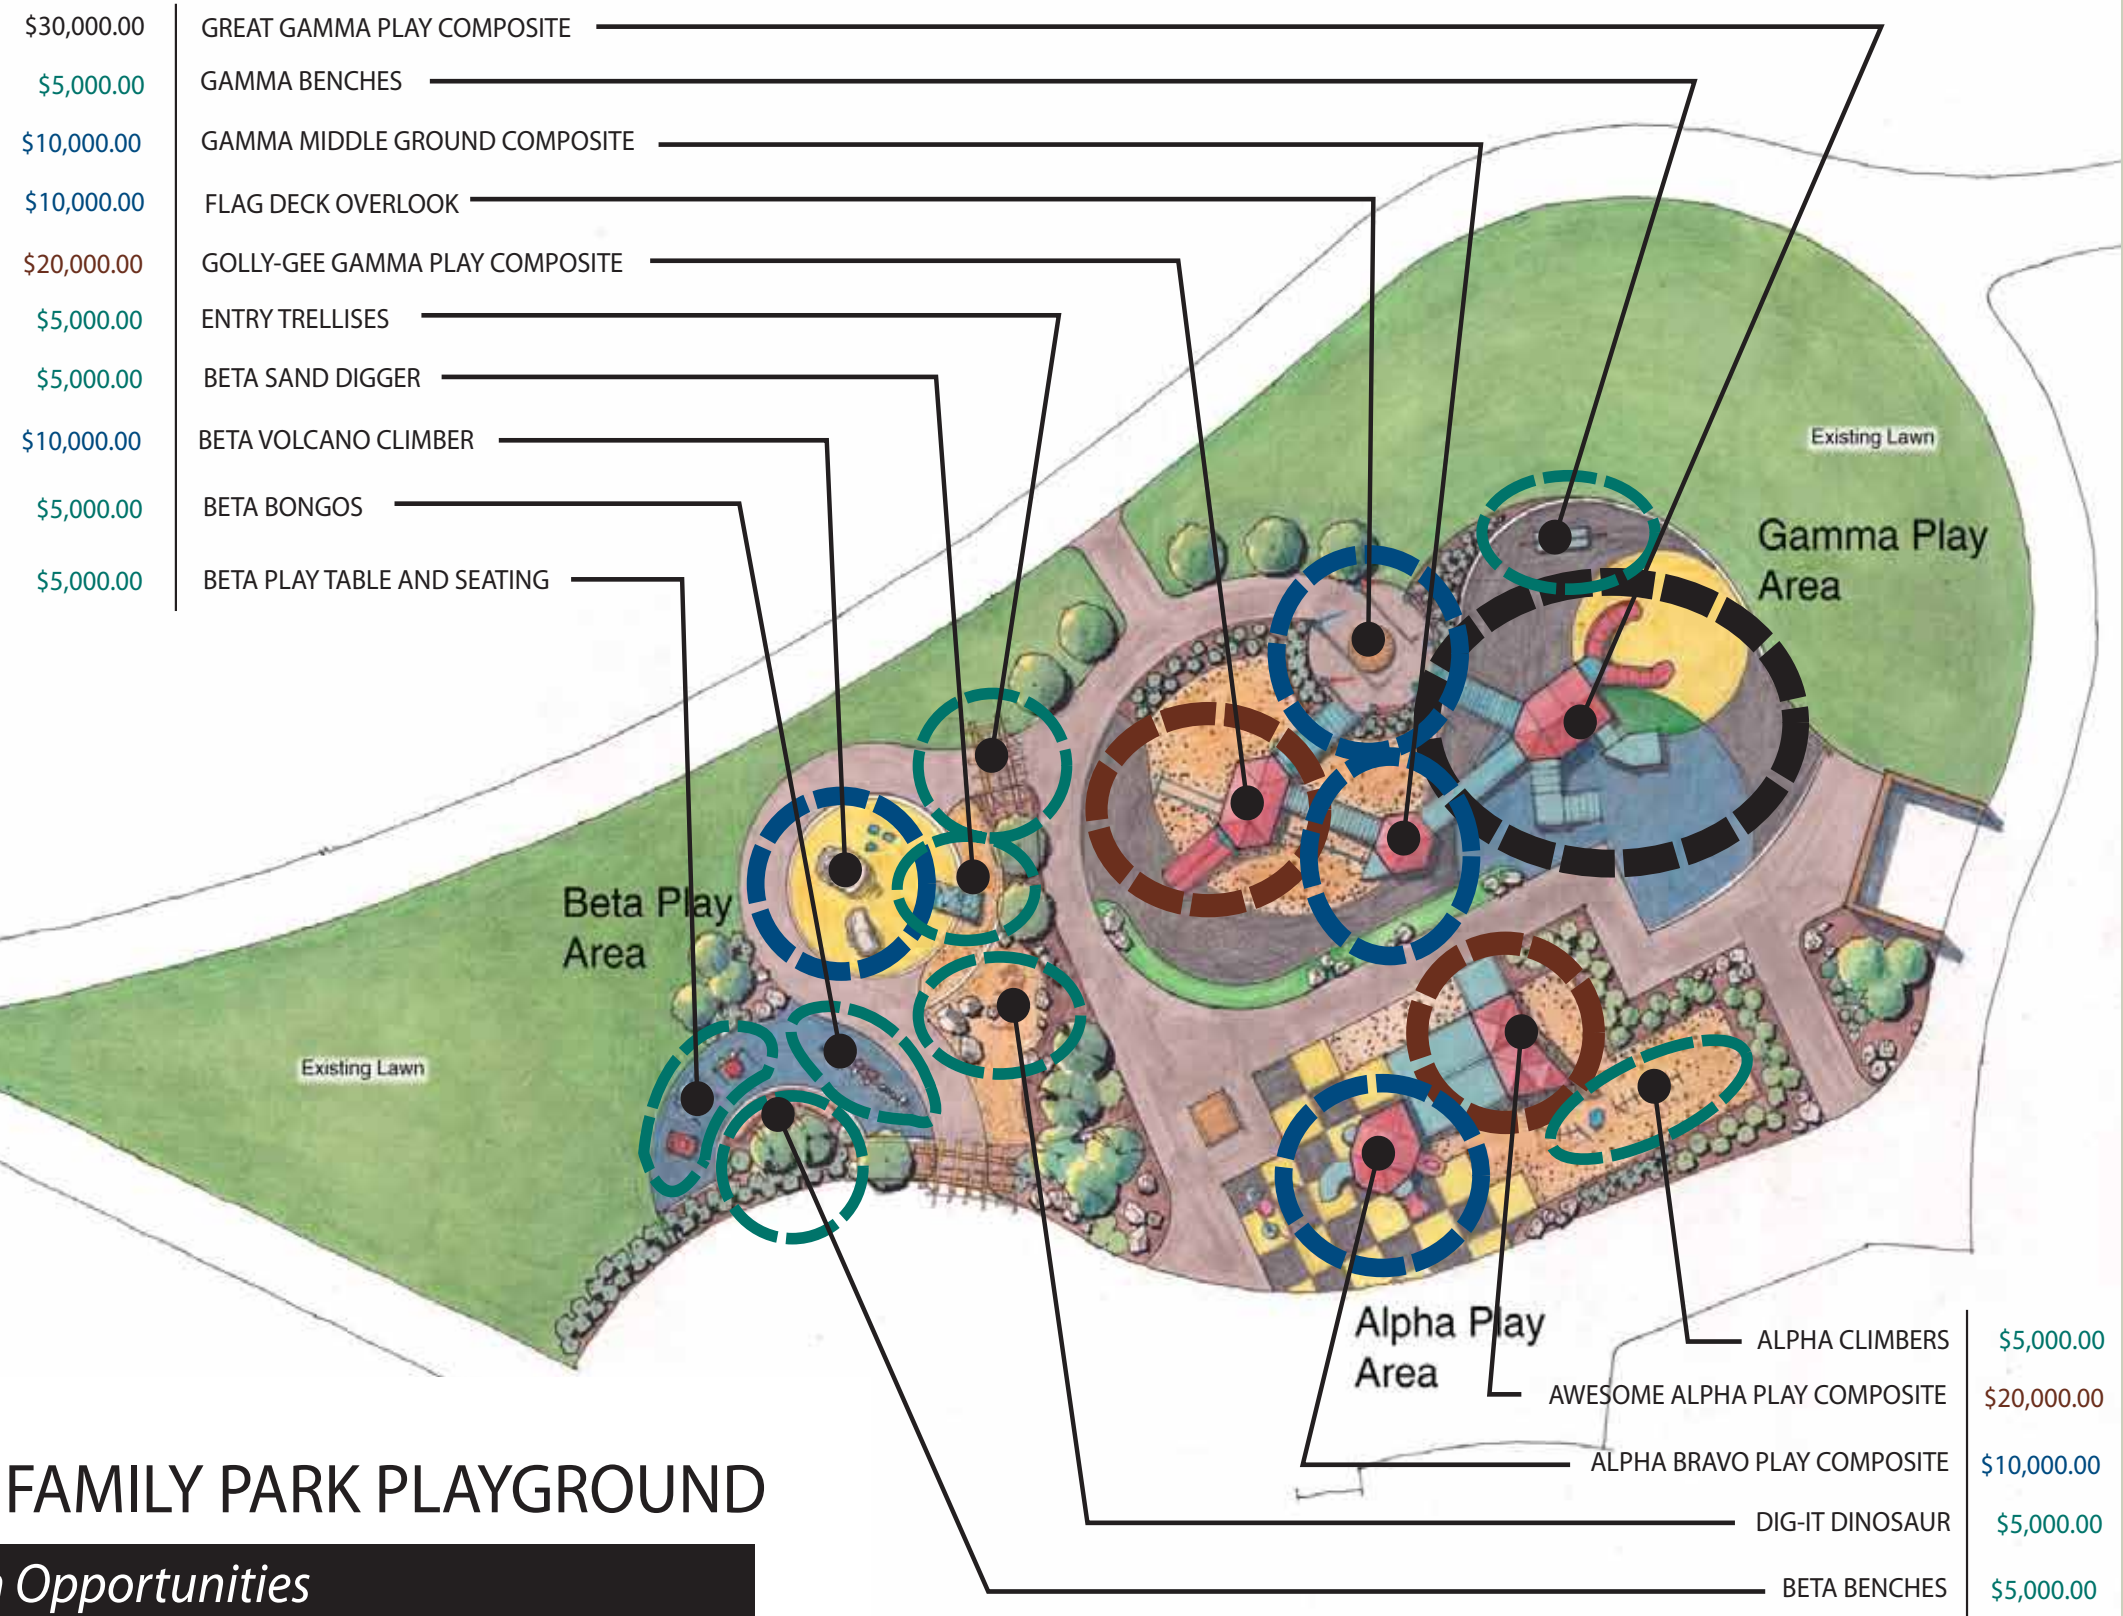 $30,000.00 GREAT GAMMA PLAY COMPOSITE
$5,000.00 GAMMA BENCHES
$10,000.00 GAMMA MIDDLE GROUND COMPOSITE
$10,000.00 FLAG DECK OVERLOOK
$20,000.00 GOLLY-GEE GAMMA PLAY COMPOSITE
$5,000.00 ENTRY TRELLISES
$5,000.00 BETA SAND DIGGER
$10,000.00 BETA VOLCANO CLIMBER
$5,000.00 BETA BONGOS
$5,000.00 BETA PLAY TABLE AND SEATING
Existing Lawn
Gamma Play
Area
Beta Play
Area
Existing Lawn
Alpha Play
Area
ALPHA CLIMBERS $5,000.00
AWESOME ALPHA PLAY COMPOSITE $20,000.00
ALPHA BRAVO PLAY COMPOSITE $10,000.00
DIG-IT DINOSAUR $5,000.00
BETA BENCHES $5,000.00
FAMILY PARK PLAYGROUND
Opportunities